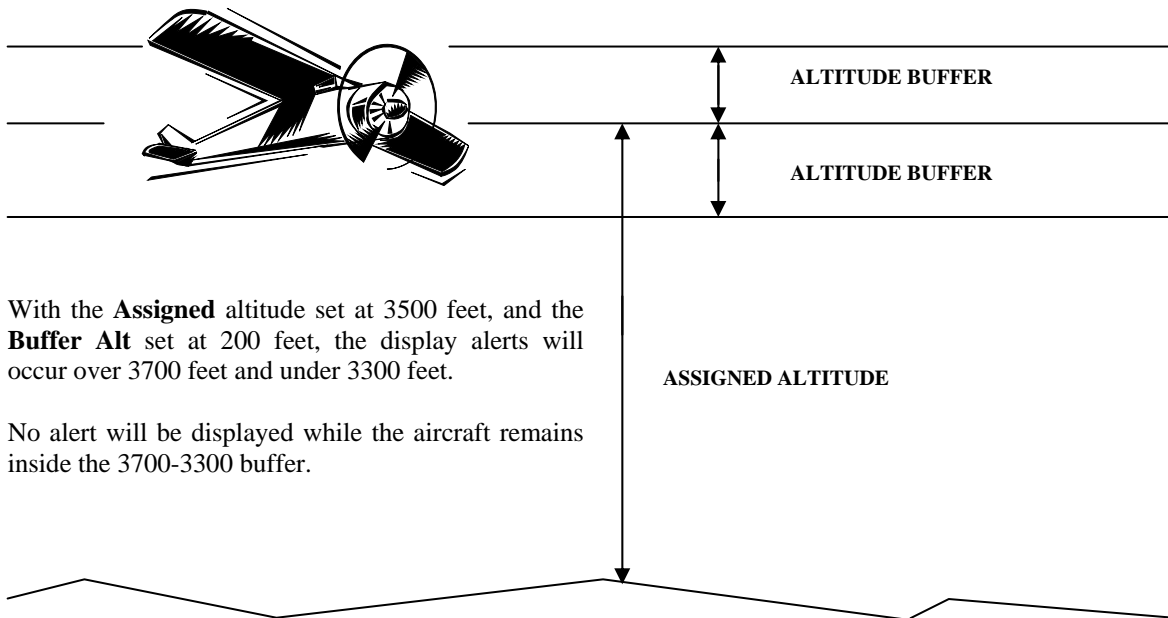 ALTITUDE BUFFER
ALTITUDE BUFFER
With the Assigned altitude set at 3500 feet, and the
Buffer Alt set at 200 feet, the display alerts will
occur over 3700 feet and under 3300 feet.
ASSIGNED ALTITUDE
No alert will be displayed while the aircraft remains
inside the 3700-3300 buffer.